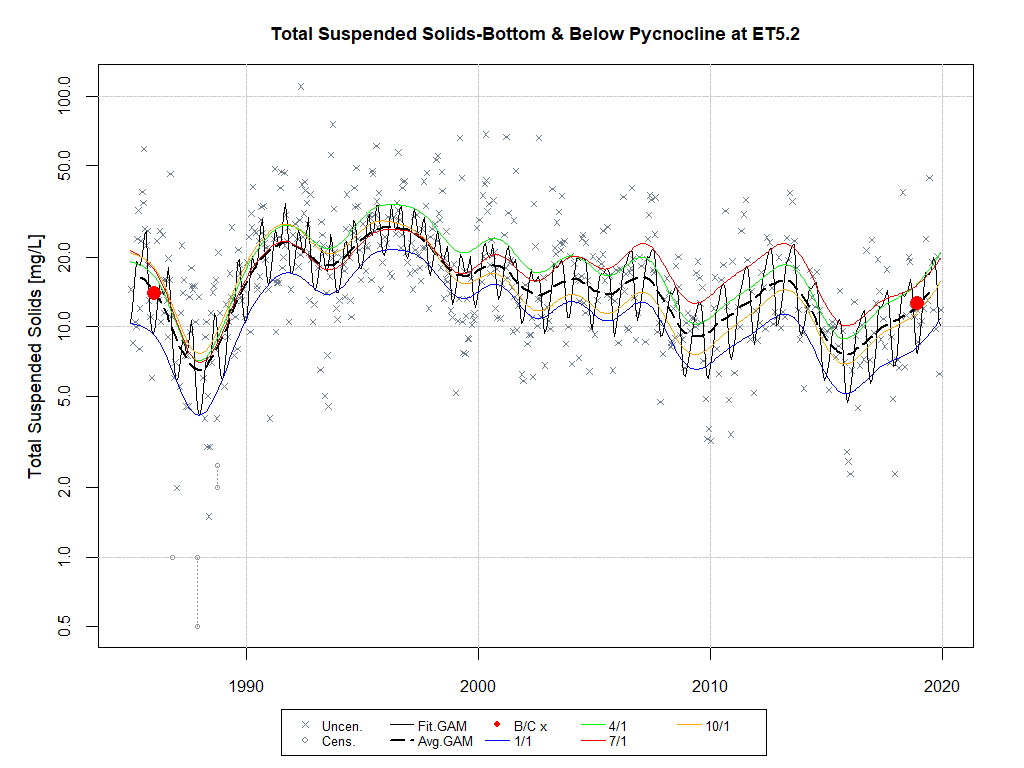 Total Suspended Solids-Bottom & Below Pycnocline at ET5.2
Total Suspended Solids [mg/L]
100.0
50.0
20.0
10.0
5.0
2.0
1.0
0.5
1990 2000 2010 2020
Uncen. Fit.GAM B/C x 4/1 10/1
Cens. Avg.GAM 1/1 7/1